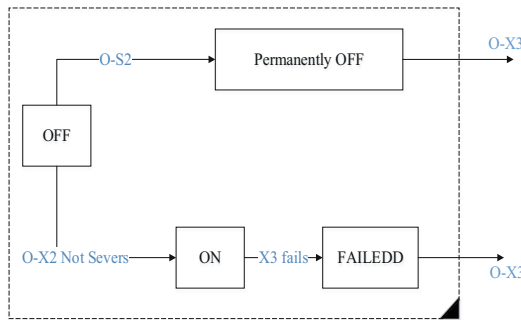 O-S2
Permanently OFF
O-X3
OFF
O-X2 Not Severs
ON
X3 fails
FAILEDD
O-X3